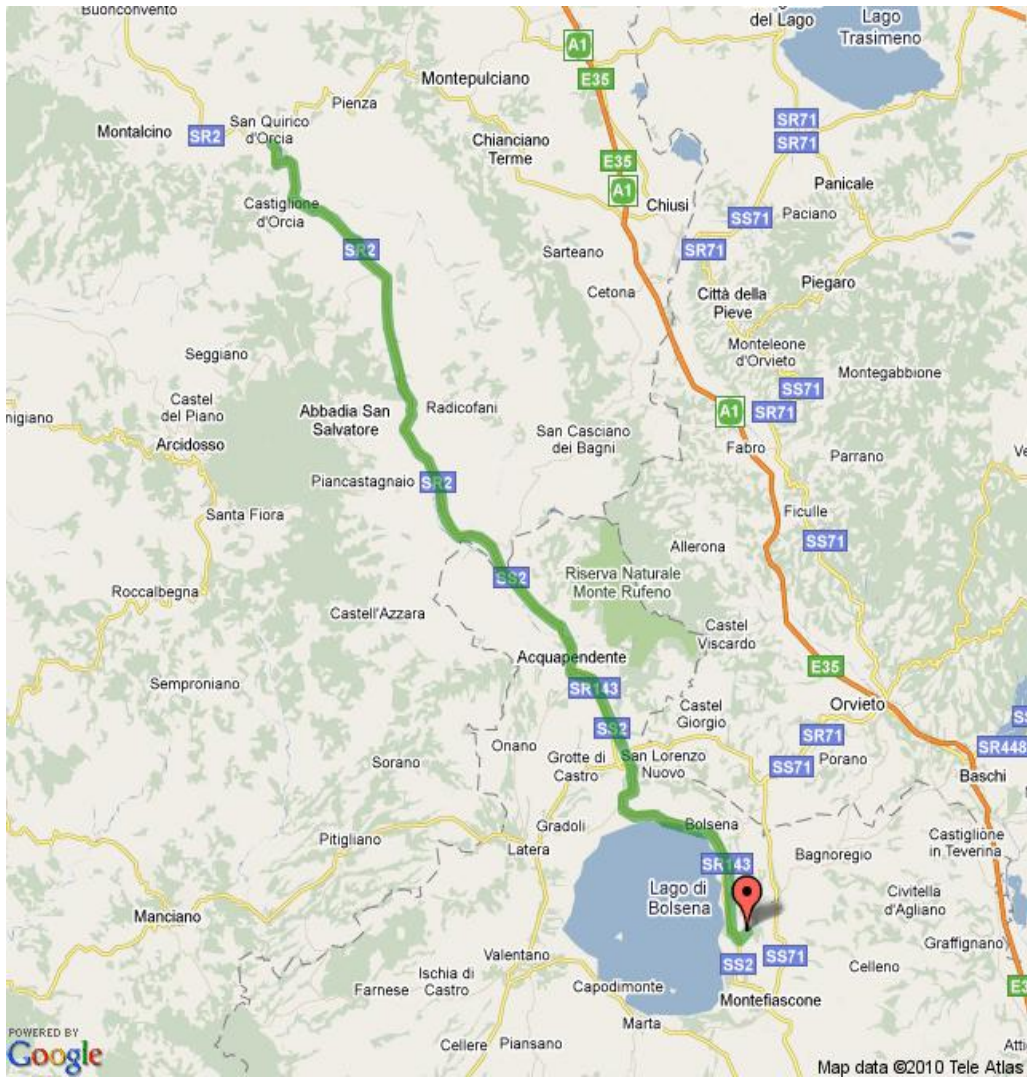 Buonconvento
del Lago
Lago
Trasimeno
A1
E35
Montepulciano
Pienza
San Quirico
d'Orcia
Montalcino
SR2
Chianciano
Terme
SR71
SR71
E35
A1
Chiusi
Panicale
Paciano
SS71
SR71
Castiglione
d'Orcia
SR2
Sarteano
Cetona
Città della
Pieve
Piegaro
Monteleone
d'Orvieto
Montegabbione
SS71
SR71
A1
Seggiano
Castel
del Piano
nigiano
Arcidosso
Abbadia San
Salvatore
Radicofani
San Casciano
dei Bagni
Fabro
Parrano
Ve
Piancastagnaio
SR2
Santa Fiora
Ficulle
SS71
Allerona
Riserva Naturale
Monte Rufeno
SS2
Roccalbegna
Castell'Azzara
Castel
Viscardo
Acquapendente
SR143
E35
Semproniano
Castel
Giorgio
Orvieto
SS2
SR71
SS71
Porano
SR448
Baschi
Onano
Sorano
Grotte di
Castro
San Lorenzo
Nuovo
Pitigliano
Gradoli
Latera
Bolsena
Castiglione
in Teverina
Bagnoregio
SR143
Lago di
Bolsena
Civitella
d'Agliano
Manciano
Graffignano
Valentano
SS71
SS2
Celleno
Ischia di
Castro
Farnese
Capodimonte
Montefiascone
Marta
Cellere
Piansano
Atti
POWERED BY
Google
Map data ©2010 Tele Atlas